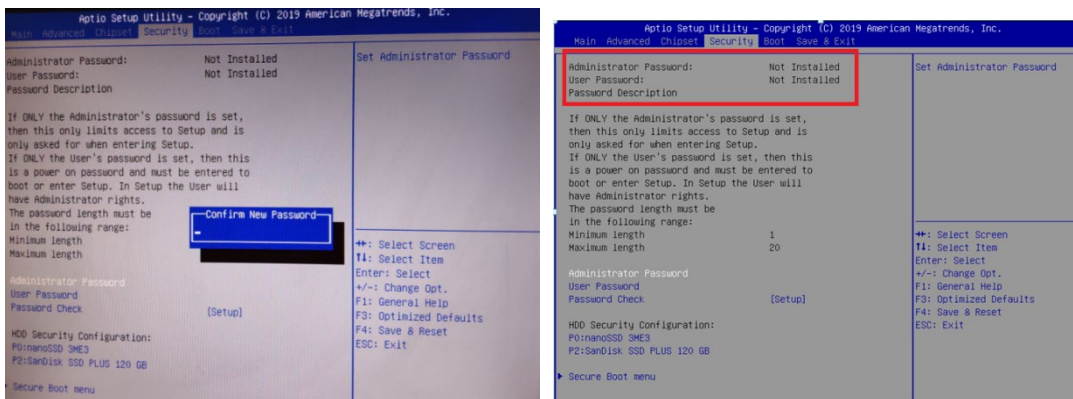 Aptio Setup Utility - Copyright (C) 2019 American Megatrends, Inc.
Main Advanced Chipset Security Boot Save & Exit
Administrator Password: Not Installed
User Password: Not Installed
Password Description
If ONLY the Administrator's password is set,
then this only limits access to Setup and is
only asked for when entering Setup.
If ONLY the User's password is set, then this
is a power on password and must be entered to
boot or enter Setup. In Setup the User will
have Administrator rights.
The password length must be
in the following range:
Minimum length
Maximum length
Confirm New Password
Administrator Password
User Password
Password Check [Setup]
HDD Security Configuration:
P0:nanoSSD 3ME3
P2:SanDisk SSD PLUS 120 GB
Secure Boot menu
Set Administrator Password
: Select Screen
: Select Item
Enter: Select
+/-: Change Opt.
F1: General Help
F3: Optimized Defaults
F4: Save & Reset
ESC: Exit
Aptio Setup Utility - Copyright (C) 2019 American Megatrends, Inc.
Main Advanced Chipset Security Boot Save & Exit
Administrator Password: Not Installed
User Password: Not Installed
Password Description
If ONLY the Administrator's password is set,
then this only limits access to Setup and is
only asked for when entering Setup.
If ONLY the User's password is set, then this
is a power on password and must be entered to
boot or enter Setup. In Setup the User will
have Administrator rights.
The password length must be
in the following range:
Minimum length 1
Maximum length 20
Administrator Password
User Password
Password Check [Setup]
HDD Security Configuration:
P0:nanoSSD 3ME3
P2:SanDisk SSD PLUS 120 GB
Secure Boot menu
Set Administrator Password
: Select Screen
: Select Item
Enter: Select
+/-: Change Opt.
F1: General Help
F3: Optimized Defaults
F4: Save & Reset
ESC: Exit